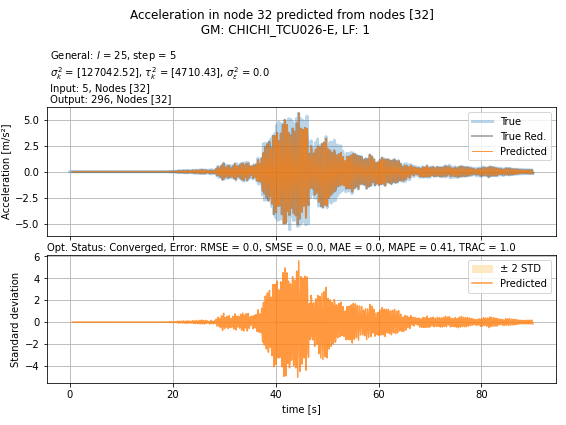 Acceleration in node 32 predicted from nodes [32]
GM: CHICHI_TCU026-E, LF: 1
General: l = 25, step = 5
σ²ₖ = [127042.52], τ²ₖ = [4710.43], σ²ε = 0.0
Input: 5, Nodes [32]
Output: 296, Nodes [32]
Acceleration [m/s²]
5.0
2.5
0.0
−2.5
−5.0
True
True Red.
Predicted
Opt. Status: Converged, Error: RMSE = 0.0, SMSE = 0.0, MAE = 0.0, MAPE = 0.41, TRAC = 1.0
Standard deviation
6
4
2
0
−2
−4
± 2 STD
Predicted
0 20 40 60 80
time [s]